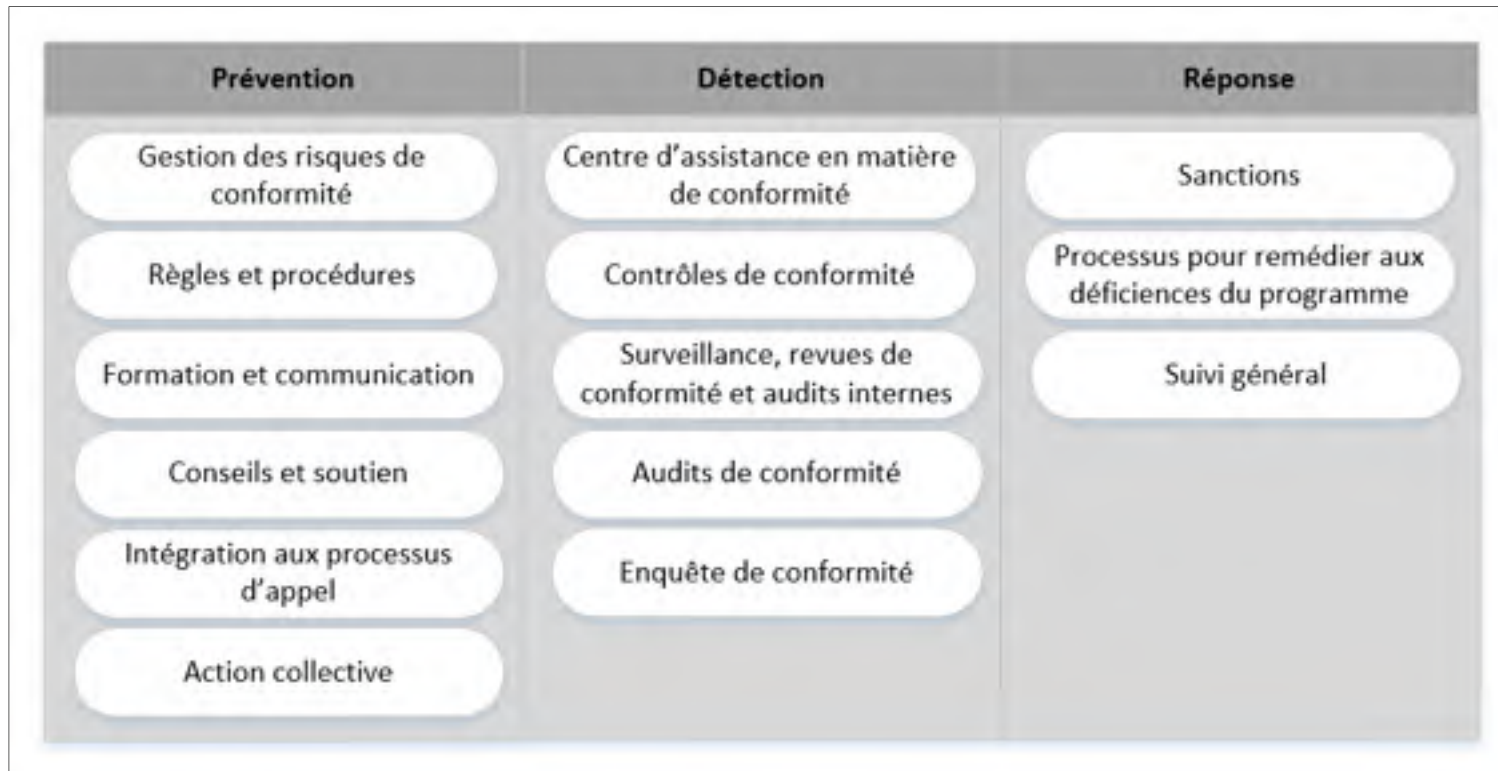 Prévention
Gestion des risques de
conformité
Règles et procédures
Formation et communication
Conseils et soutien
Intégration aux processus
d'appel
Action collective
Détection
Centre d'assistance en matière
de conformité
Contrôles de conformité
Surveillance, revues de
conformité et audits internes
Audits de conformité
Enquête de conformité
Réponse
Sanctions
Processus pour remédier aux
déficiences du programme
Suivi général